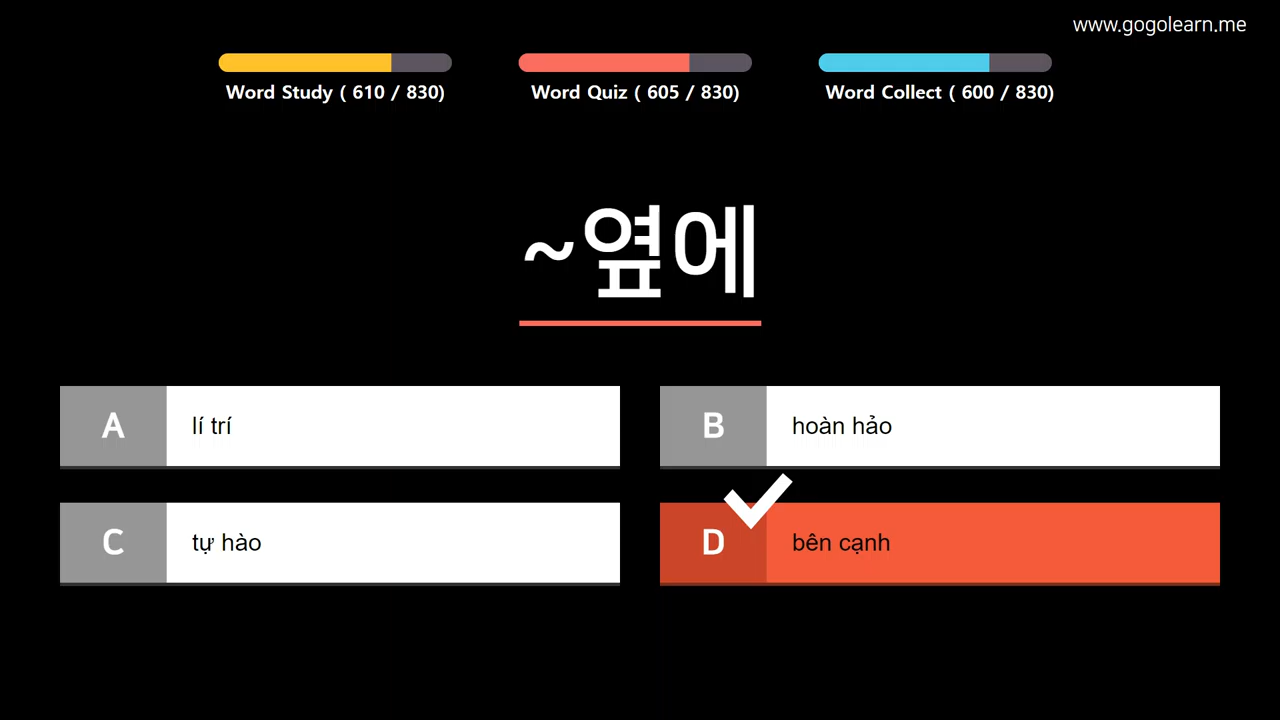 www.gogolearn.me
Word Study ( 610 / 830)
Word Quiz ( 605 / 830)
Word Collect ( 600 / 830)
~옆에
A
lí trí
B
hoàn hảo
C
tự hào
D
bên cạnh